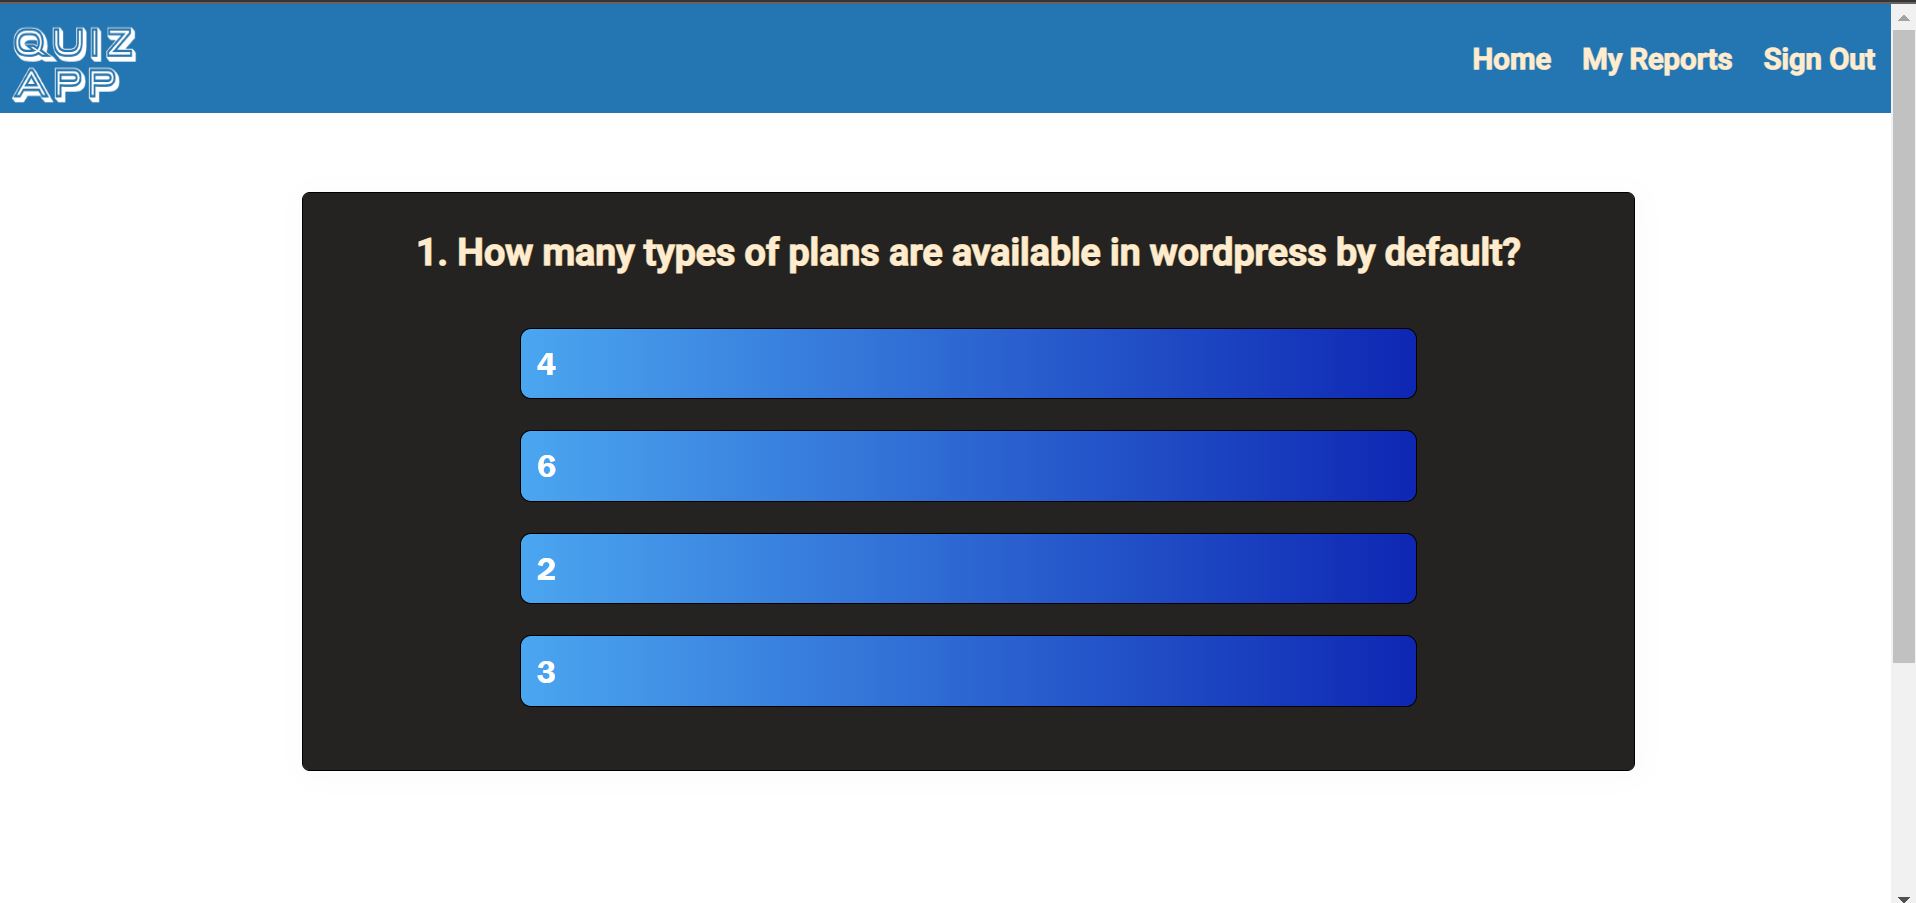 QUIZ
APP
Home My Reports Sign Out
1. How many types of plans are available in wordpress by default?
4
6
2
3